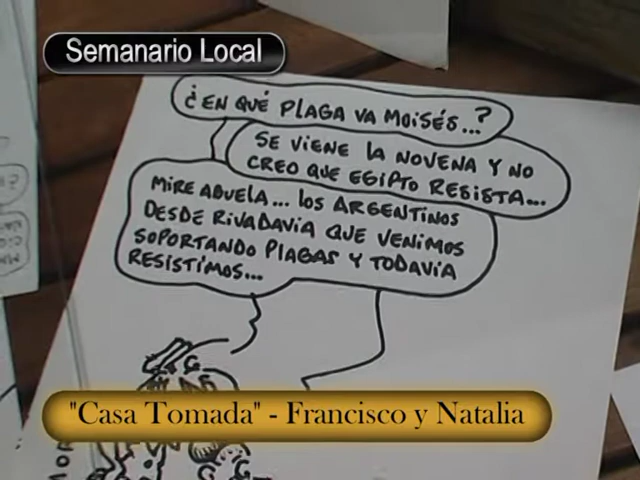 Semanario Local
¿EN QUÉ PLAGA VA MOISÉS...?
SE VIENE LA NOVENA Y NO
CREO QUE EGIPTO RESISTA...
MIRE ABUELA... LOS ARGENTINOS
DESDE RIVADAVIA QUE VENIMOS
SOPORTANDO PLAGAS Y TODAVÍA
RESISTIMOS...
"Casa Tomada" - Francisco y Natalia